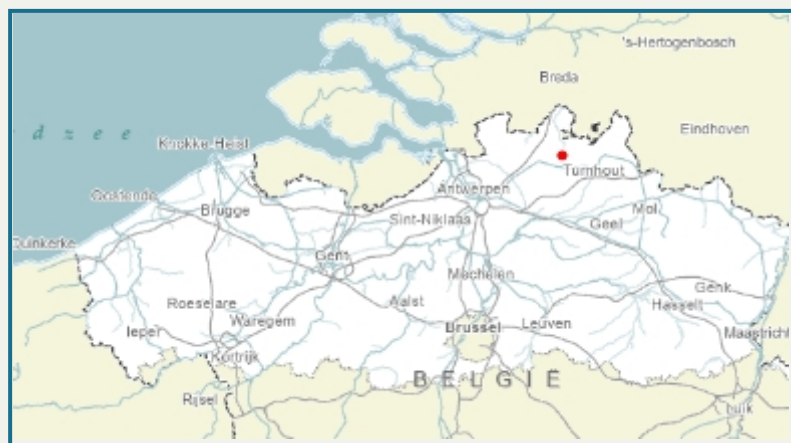 's-Hertogenbosch
Breda
d z e e
Eindhoven
Knokke-Heist
Turnhout
Antwerpen
Oostende
Brugge
Mol
Sint-Niklaas
Geel
Duinkerke
Gent
Mechelen
Genk
Roeselare
Aalst
Hasselt
Ieper
Waregem
Brussel
Leuven
Maastricht
Kortrijk
BELGIË
Rijsel
Luik